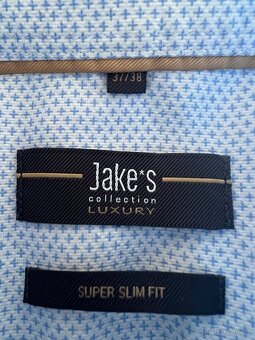 37/38
Jake*s
collection
LUXURY
SUPER SLIM FIT